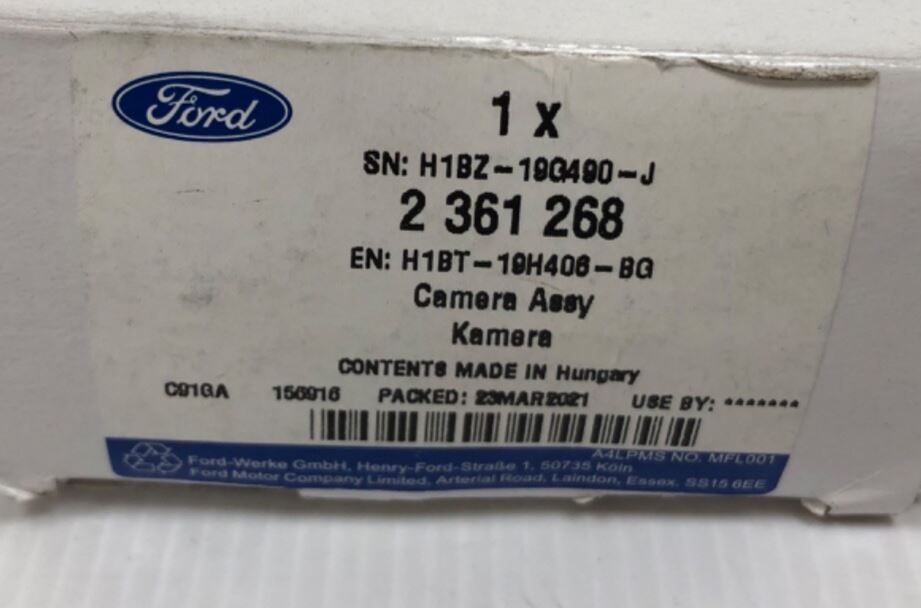 Ford
1 x
SN: H1BZ-19G490-J
2 361 268
EN: H1BT-19H406-BG
Camera Assy
Kamera
CONTENTS MADE IN Hungary
C91GA 156916 PACKED: 23MAR2021 USE BY: *******
A4LPMS NO. MFL001
Ford-Werke GmbH, Henry-Ford-Straße 1, 50735 Köln
Ford Motor Company Limited, Arterial Road, Laindon, Essex. SS15 6EE